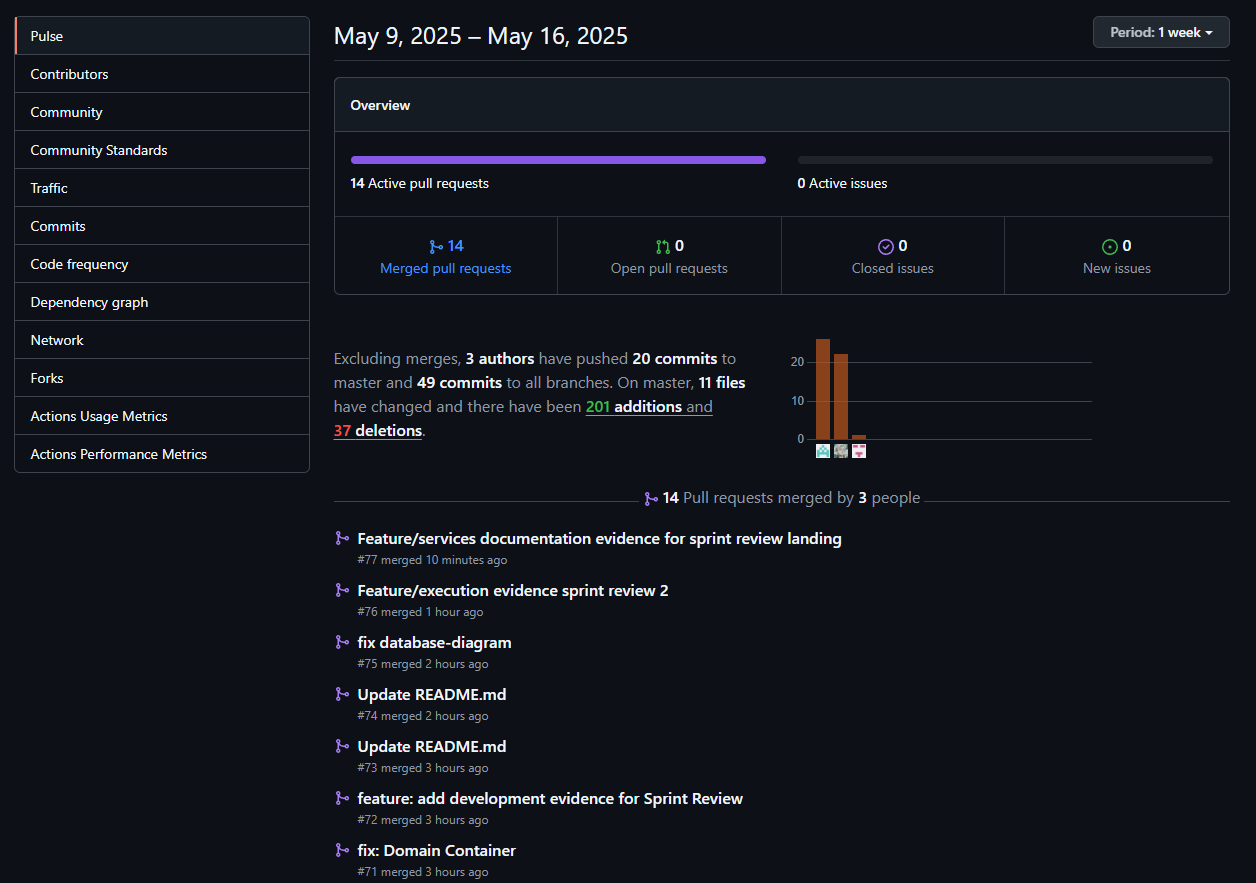 Pulse
Contributors
Community
Community Standards
Traffic
Commits
Code frequency
Dependency graph
Network
Forks
Actions Usage Metrics
Actions Performance Metrics
May 9, 2025 – May 16, 2025
Period: 1 week
Overview
14 Active pull requests
0 Active issues
14
Merged pull requests
0
Open pull requests
0
Closed issues
0
New issues
Excluding merges, 3 authors have pushed 20 commits to
master and 49 commits to all branches. On master, 11 files
have changed and there have been 201 additions and
37 deletions.
20
10
0
14 Pull requests merged by 3 people
Feature/services documentation evidence for sprint review landing
#77 merged 10 minutes ago
Feature/execution evidence sprint review 2
#76 merged 1 hour ago
fix database-diagram
#75 merged 2 hours ago
Update README.md
#74 merged 2 hours ago
Update README.md
#73 merged 3 hours ago
feature: add development evidence for Sprint Review
#72 merged 3 hours ago
fix: Domain Container
#71 merged 3 hours ago